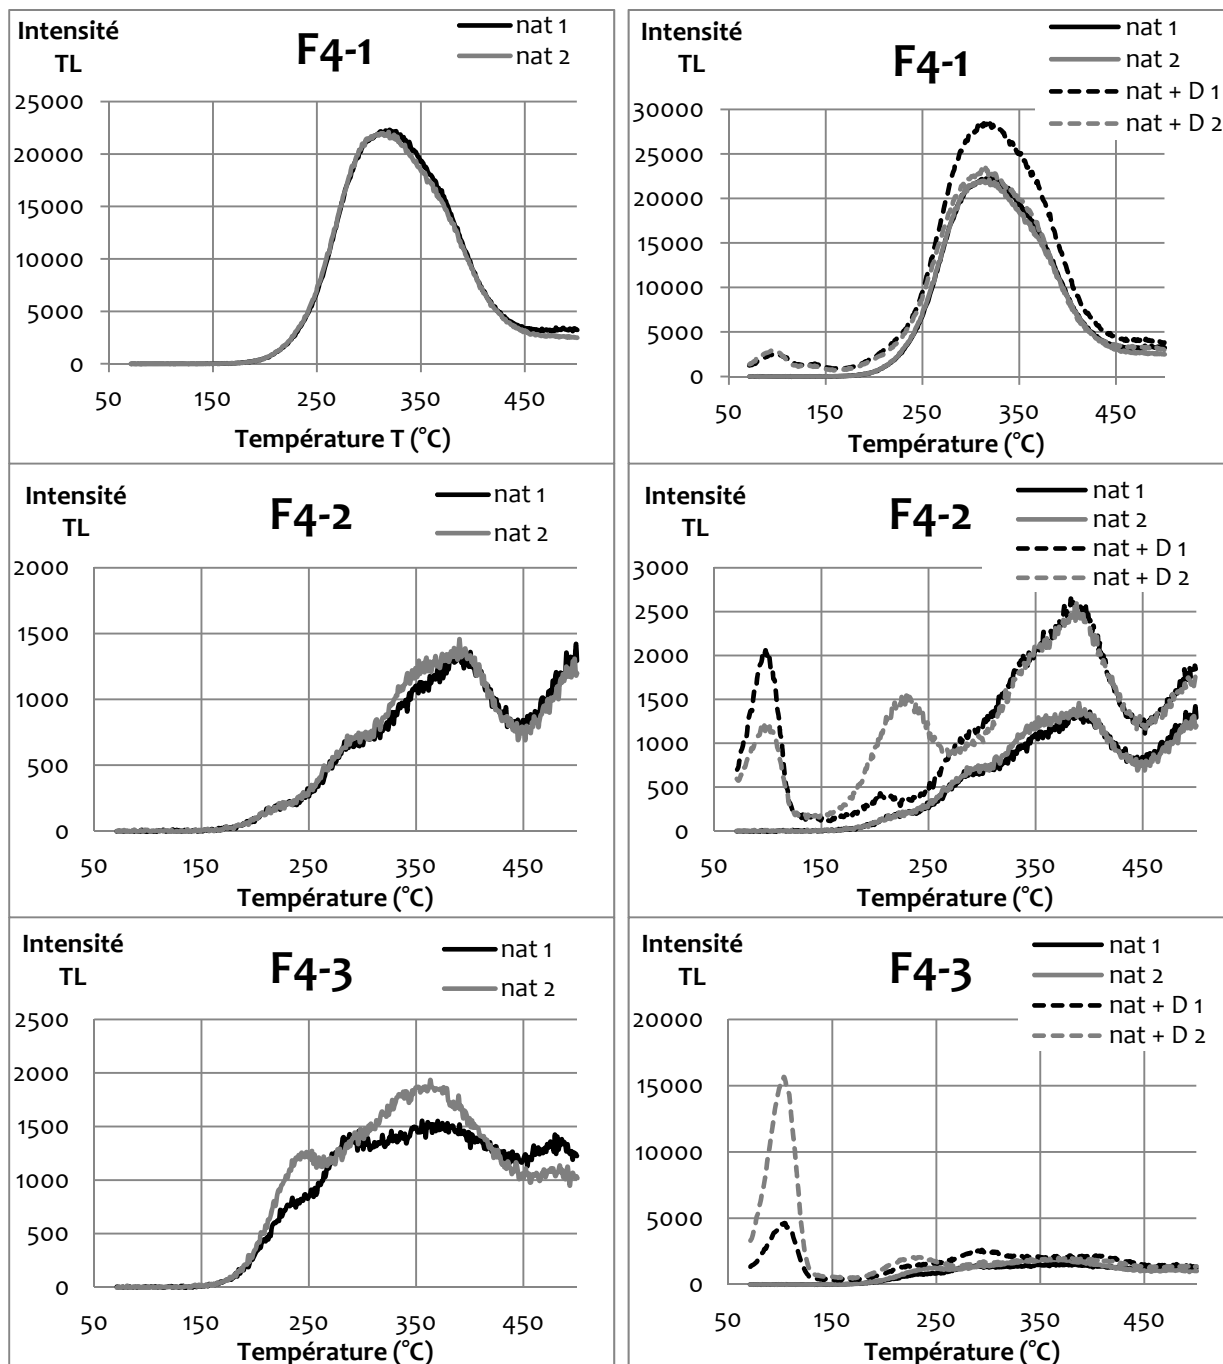 Intensité
TL
F4-1
nat 1
nat 2
25000
20000
15000
10000
5000
0
50 150 250 350 450
Température T (°C)
Intensité
TL
F4-1
nat 1
nat 2
nat + D 1
nat + D 2
30000
25000
20000
15000
10000
5000
0
50 150 250 350 450
Température (°C)
Intensité
TL
F4-2
nat 1
nat 2
2000
1500
1000
500
0
50 150 250 350 450
Température (°C)
Intensité
TL
F4-2
nat 1
nat 2
nat + D 1
nat + D 2
3000
2500
2000
1500
1000
500
0
50 150 250 350 450
Température (°C)
Intensité
TL
F4-3
nat 1
nat 2
2500
2000
1500
1000
500
0
50 150 250 350 450
Température (°C)
Intensité
TL
F4-3
nat 1
nat 2
nat + D 1
nat + D 2
20000
15000
10000
5000
0
50 150 250 350 450
Température (°C)